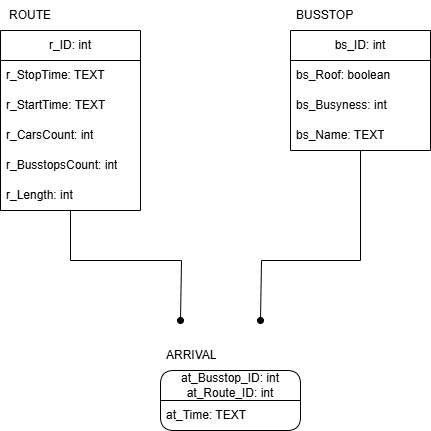 ROUTE
r_ID: int
r_StopTime: TEXT
r_StartTime: TEXT
r_CarsCount: int
r_BusstopsCount: int
r_Length: int
BUSSTOP
bs_ID: int
bs_Roof: boolean
bs_Busyness: int
bs_Name: TEXT
ARRIVAL
at_Busstop_ID: int
at_Route_ID: int
at_Time: TEXT